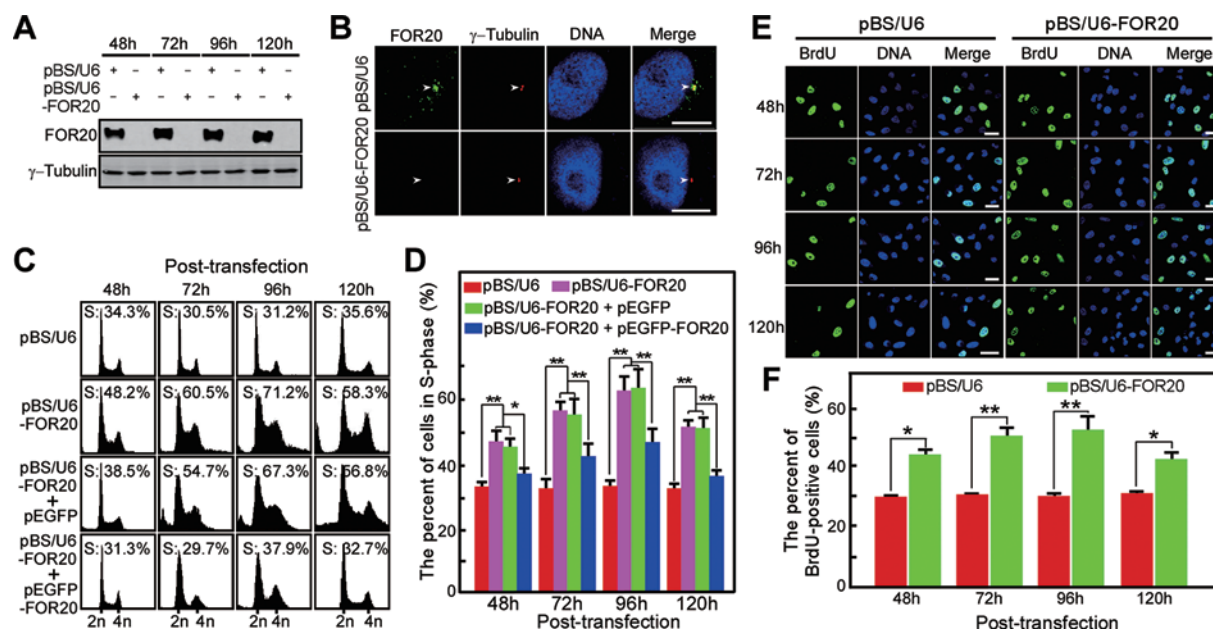 A
48h 72h 96h 120h
pBS/U6 + – + – + – + –
pBS/U6
-FOR20 – + – + – + – +
FOR20
γ–Tubulin
B
FOR20 γ–Tubulin DNA Merge
pBS/U6
pBS/U6-FOR20
C
Post-transfection
48h 72h 96h 120h
pBS/U6
S: 34.3% S: 30.5% S: 31.2% S: 35.6%
pBS/U6
-FOR20
S: 48.2% S: 60.5% S: 71.2% S: 58.3%
pBS/U6
-FOR20
+
pEGFP
S: 38.5% S: 54.7% S: 67.3% S: 56.8%
pBS/U6
-FOR20
+
pEGFP
-FOR20
S: 31.3% S: 29.7% S: 37.9% S: 32.7%
2n 4n 2n 4n 2n 4n 2n 4n
D
The percent of cells in S-phase (%)
pBS/U6 pBS/U6-FOR20
pBS/U6-FOR20 + pEGFP
pBS/U6-FOR20 + pEGFP-FOR20
** * ** ** ** ** ** **
60
40
20
0
48h 72h 96h 120h
Post-transfection
E
pBS/U6 pBS/U6-FOR20
BrdU DNA Merge BrdU DNA Merge
48h
72h
96h
120h
F
The percent of
BrdU-positive cells (%)
pBS/U6 pBS/U6-FOR20
* ** ** *
60
40
20
0
48h 72h 96h 120h
Post-transfection